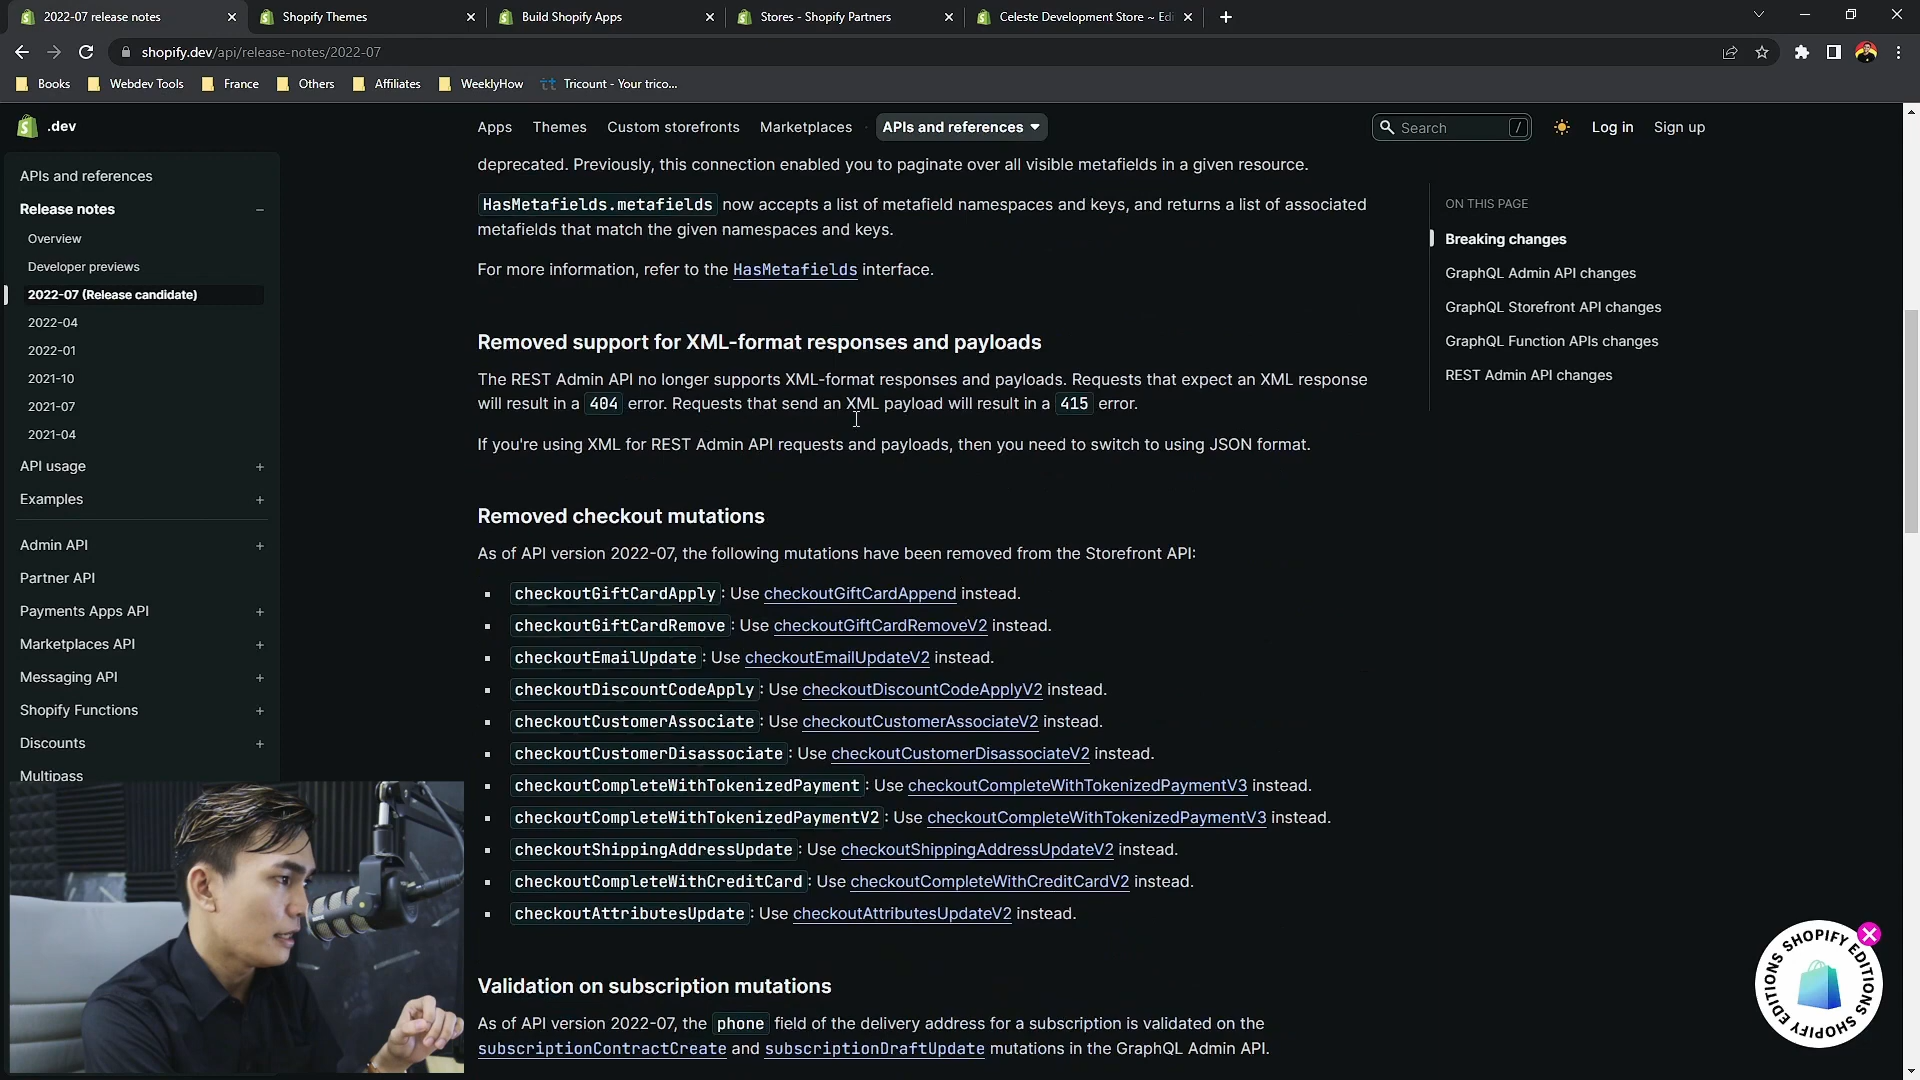 2022-07 release notes
Shopify Themes
Build Shopify Apps
Stores - Shopify Partners
Celeste Development Store ~ Edi
shopify.dev/api/release-notes/2022-07
Books
Webdev Tools
France
Others
Affiliates
WeeklyHow
tt Tricount - Your trico...
.dev
Apps
Themes
Custom storefronts
Marketplaces
APIs and references
Search /
Log in
Sign up
APIs and references
Release notes
Overview
Developer previews
2022-07 (Release candidate)
2022-04
2022-01
2021-10
2021-07
2021-04
API usage
Examples
Admin API
Partner API
Payments Apps API
Marketplaces API
Messaging API
Shopify Functions
Discounts
Multipass
deprecated. Previously, this connection enabled you to paginate over all visible metafields in a given resource.
HasMetafields.metafields now accepts a list of metafield namespaces and keys, and returns a list of associated
metafields that match the given namespaces and keys.
For more information, refer to the HasMetafields interface.
Removed support for XML-format responses and payloads
The REST Admin API no longer supports XML-format responses and payloads. Requests that expect an XML response
will result in a 404 error. Requests that send an XML payload will result in a 415 error.
If you're using XML for REST Admin API requests and payloads, then you need to switch to using JSON format.
Removed checkout mutations
As of API version 2022-07, the following mutations have been removed from the Storefront API:
checkoutGiftCardApply: Use checkoutGiftCardAppend instead.
checkoutGiftCardRemove: Use checkoutGiftCardRemoveV2 instead.
checkoutEmailUpdate: Use checkoutEmailUpdateV2 instead.
checkoutDiscountCodeApply: Use checkoutDiscountCodeApplyV2 instead.
checkoutCustomerAssociate: Use checkoutCustomerAssociateV2 instead.
checkoutCustomerDisassociate: Use checkoutCustomerDisassociateV2 instead.
checkoutCompleteWithTokenizedPayment: Use checkoutCompleteWithTokenizedPaymentV3 instead.
checkoutCompleteWithTokenizedPaymentV2: Use checkoutCompleteWithTokenizedPaymentV3 instead.
checkoutShippingAddressUpdate: Use checkoutShippingAddressUpdateV2 instead.
checkoutCompleteWithCreditCard: Use checkoutCompleteWithCreditCardV2 instead.
checkoutAttributesUpdate: Use checkoutAttributesUpdateV2 instead.
Validation on subscription mutations
As of API version 2022-07, the phone field of the delivery address for a subscription is validated on the
subscriptionContractCreate and subscriptionDraftUpdate mutations in the GraphQL Admin API.
ON THIS PAGE
Breaking changes
GraphQL Admin API changes
GraphQL Storefront API changes
GraphQL Function APIs changes
REST Admin API changes
SHOPIFY EDITIONS SHOPIFY EDITIONS